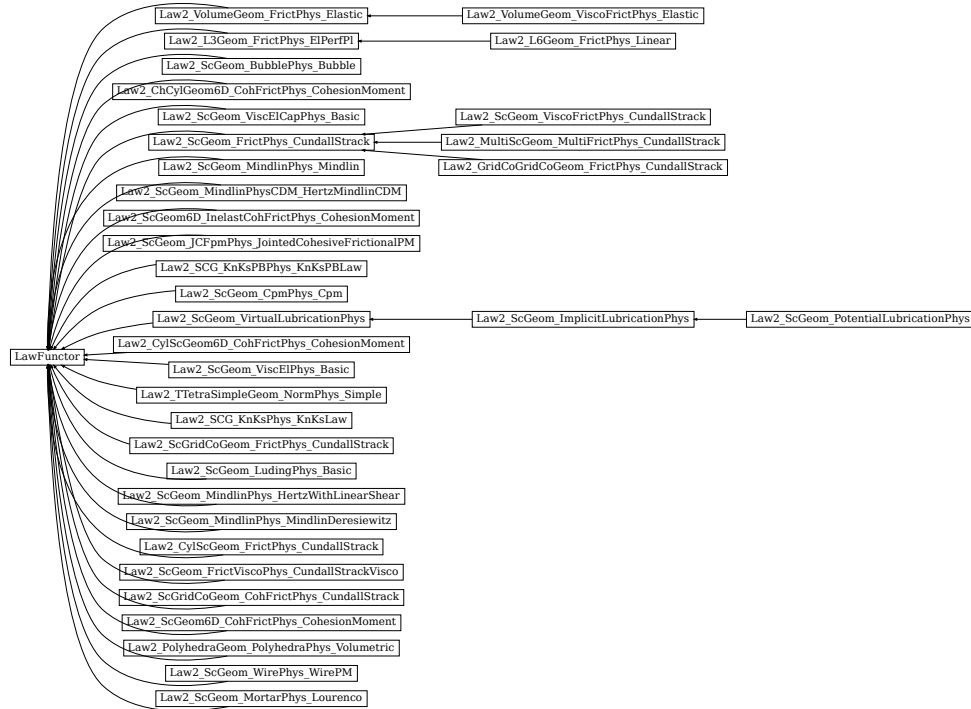 Law2_VolumeGeom_FrictPhys_Elastic
Law2_VolumeGeom_ViscoFrictPhys_Elastic
Law2_L3Geom_FrictPhys_ElPerfPl
Law2_L6Geom_FrictPhys_Linear
Law2_ScGeom_BubblePhys_Bubble
Law2_ChCylGeom6D_CohFrictPhys_CohesionMoment
Law2_ScGeom_ViscElCapPhys_Basic
Law2_ScGeom_ViscoFrictPhys_CundallStrack
Law2_ScGeom_FrictPhys_CundallStrack
Law2_MultiScGeom_MultiFrictPhys_CundallStrack
Law2_ScGeom_MindlinPhys_Mindlin
Law2_GridCoGridCoGeom_FrictPhys_CundallStrack
Law2_ScGeom_MindlinPhysCDM_HertzMindlinCDM
Law2_ScGeom6D_InelastCohFrictPhys_CohesionMoment
Law2_ScGeom_JCFpmPhys_JointedCohesiveFrictionalPM
Law2_SCG_KnKsPBPhys_KnKsPBLaw
Law2_ScGeom_CpmPhys_Cpm
Law2_ScGeom_VirtualLubricationPhys
Law2_ScGeom_ImplicitLubricationPhys
Law2_ScGeom_PotentialLubricationPhys
Law2_CylScGeom6D_CohFrictPhys_CohesionMoment
LawFunctor
Law2_ScGeom_ViscElPhys_Basic
Law2_TTetraSimpleGeom_NormPhys_Simple
Law2_SCG_KnKsPhys_KnKsLaw
Law2_ScGridCoGeom_FrictPhys_CundallStrack
Law2_ScGeom_LudingPhys_Basic
Law2_ScGeom_MindlinPhys_HertzWithLinearShear
Law2_ScGeom_MindlinPhys_MindlinDeresiewitz
Law2_CylScGeom_FrictPhys_CundallStrack
Law2_ScGeom_FrictViscoPhys_CundallStrackVisco
Law2_ScGridCoGeom_CohFrictPhys_CundallStrack
Law2_ScGeom6D_CohFrictPhys_CohesionMoment
Law2_PolyhedraGeom_PolyhedraPhys_Volumetric
Law2_ScGeom_WirePhys_WirePM
Law2_ScGeom_MortarPhys_Lourenco